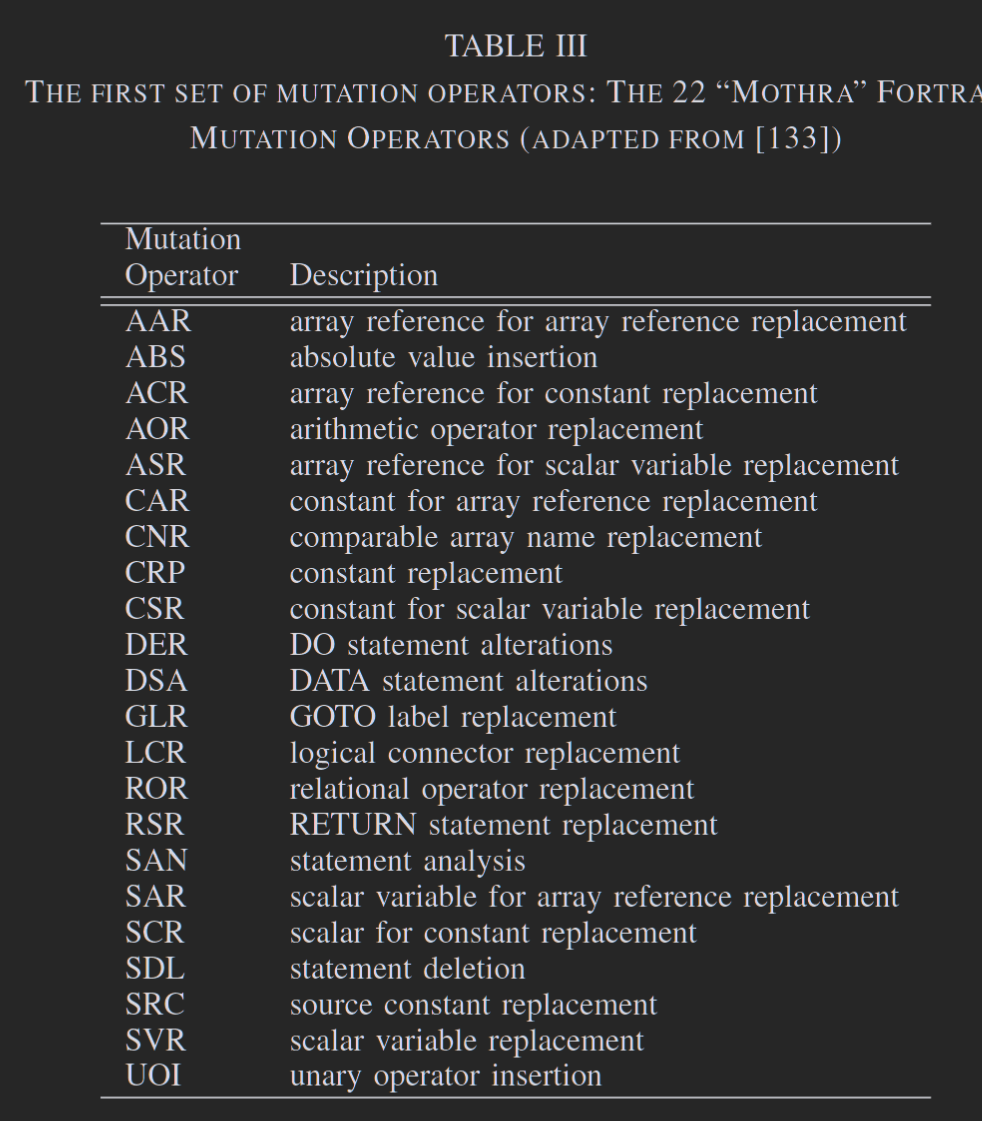 TABLE III
THE FIRST SET OF MUTATION OPERATORS: THE 22 “MOTHRA” FORTRA
MUTATION OPERATORS (ADAPTED FROM [133])
Mutation
Operator Description
AAR array reference for array reference replacement
ABS absolute value insertion
ACR array reference for constant replacement
AOR arithmetic operator replacement
ASR array reference for scalar variable replacement
CAR constant for array reference replacement
CNR comparable array name replacement
CRP constant replacement
CSR constant for scalar variable replacement
DER DO statement alterations
DSA DATA statement alterations
GLR GOTO label replacement
LCR logical connector replacement
ROR relational operator replacement
RSR RETURN statement replacement
SAN statement analysis
SAR scalar variable for array reference replacement
SCR scalar for constant replacement
SDL statement deletion
SRC source constant replacement
SVR scalar variable replacement
UOI unary operator insertion